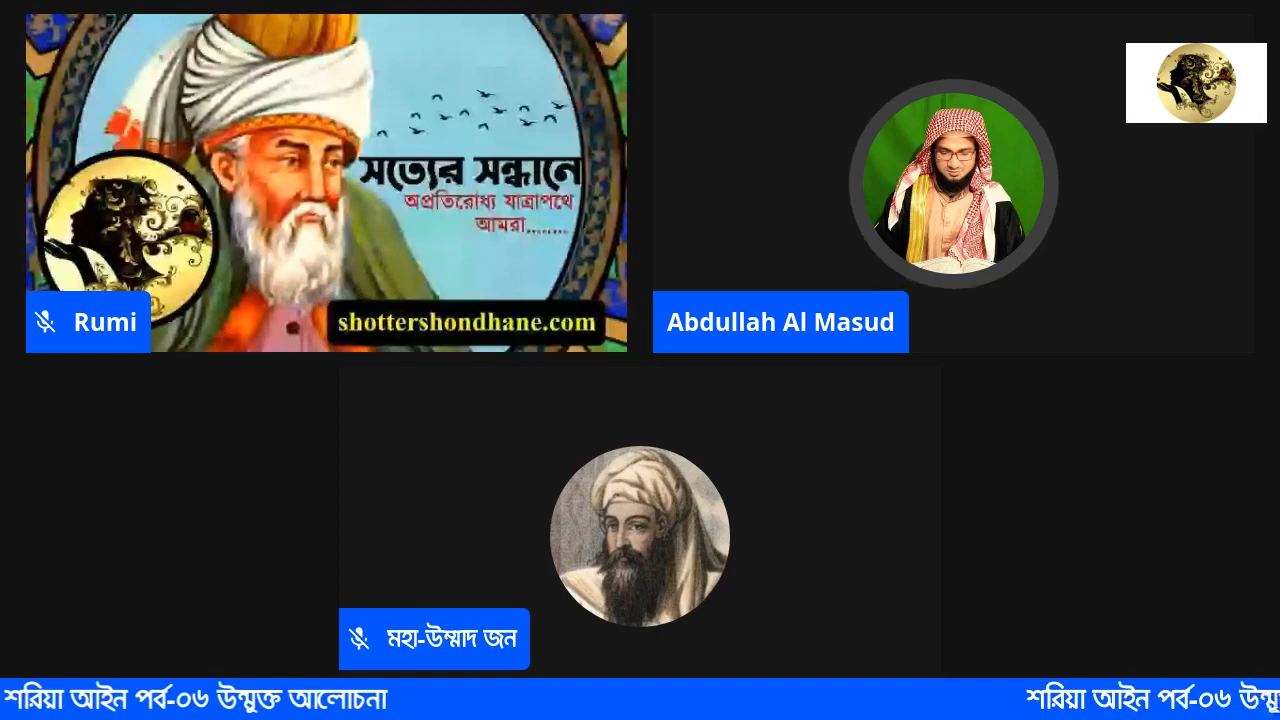 সত্যের সন্ধানে
অপ্রতিরোধ্য যাত্রাপথে
আমরা........
shottershondhane.com
Rumi
Abdullah Al Masud
মহা-উম্মাদ জন
শরিয়া আইন পর্ব-০৬ উন্মুক্ত আলোচনা
শরিয়া আইন পর্ব-০৬